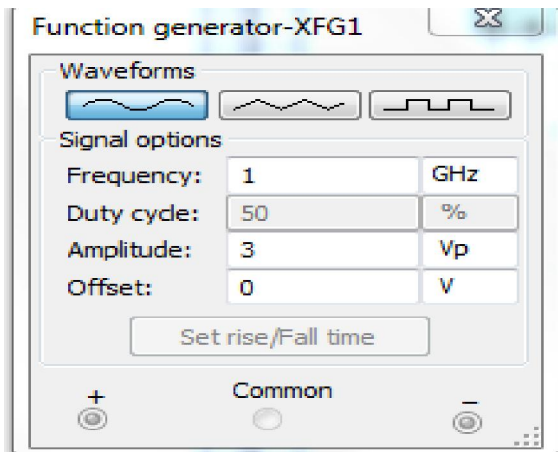 Function generator-XFG1
Waveforms
Signal options
Frequency: 1 GHz
Duty cycle: 50 %
Amplitude: 3 Vp
Offset: 0 V
Set rise/Fall time
+ Common –